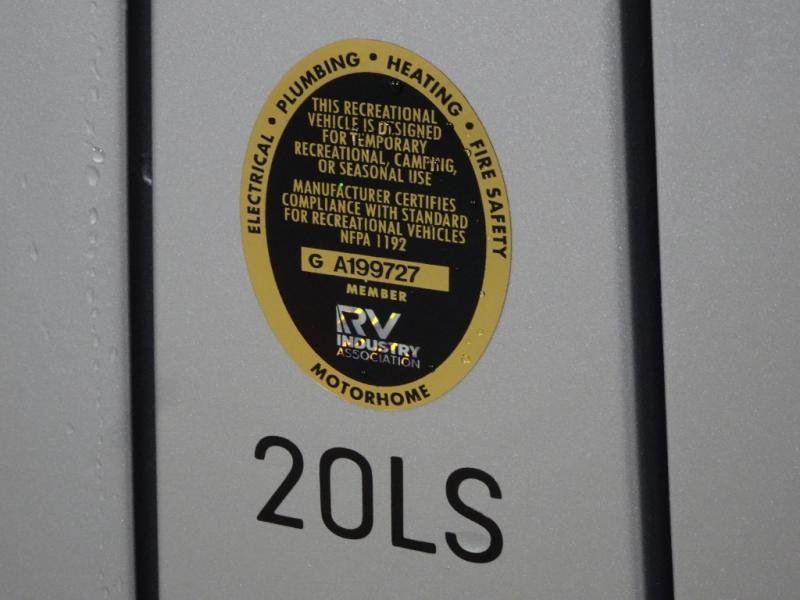 ELECTRICAL • PLUMBING • HEATING • FIRE SAFETY
THIS RECREATIONAL
VEHICLE IS DESIGNED
FOR TEMPORARY
RECREATIONAL, CAMPING,
OR SEASONAL USE
MANUFACTURER CERTIFIES
COMPLIANCE WITH STANDARD
FOR RECREATIONAL VEHICLES
NFPA 1192
G A199727
MEMBER
RV
INDUSTRY
ASSOCIATION
MOTORHOME
20LS